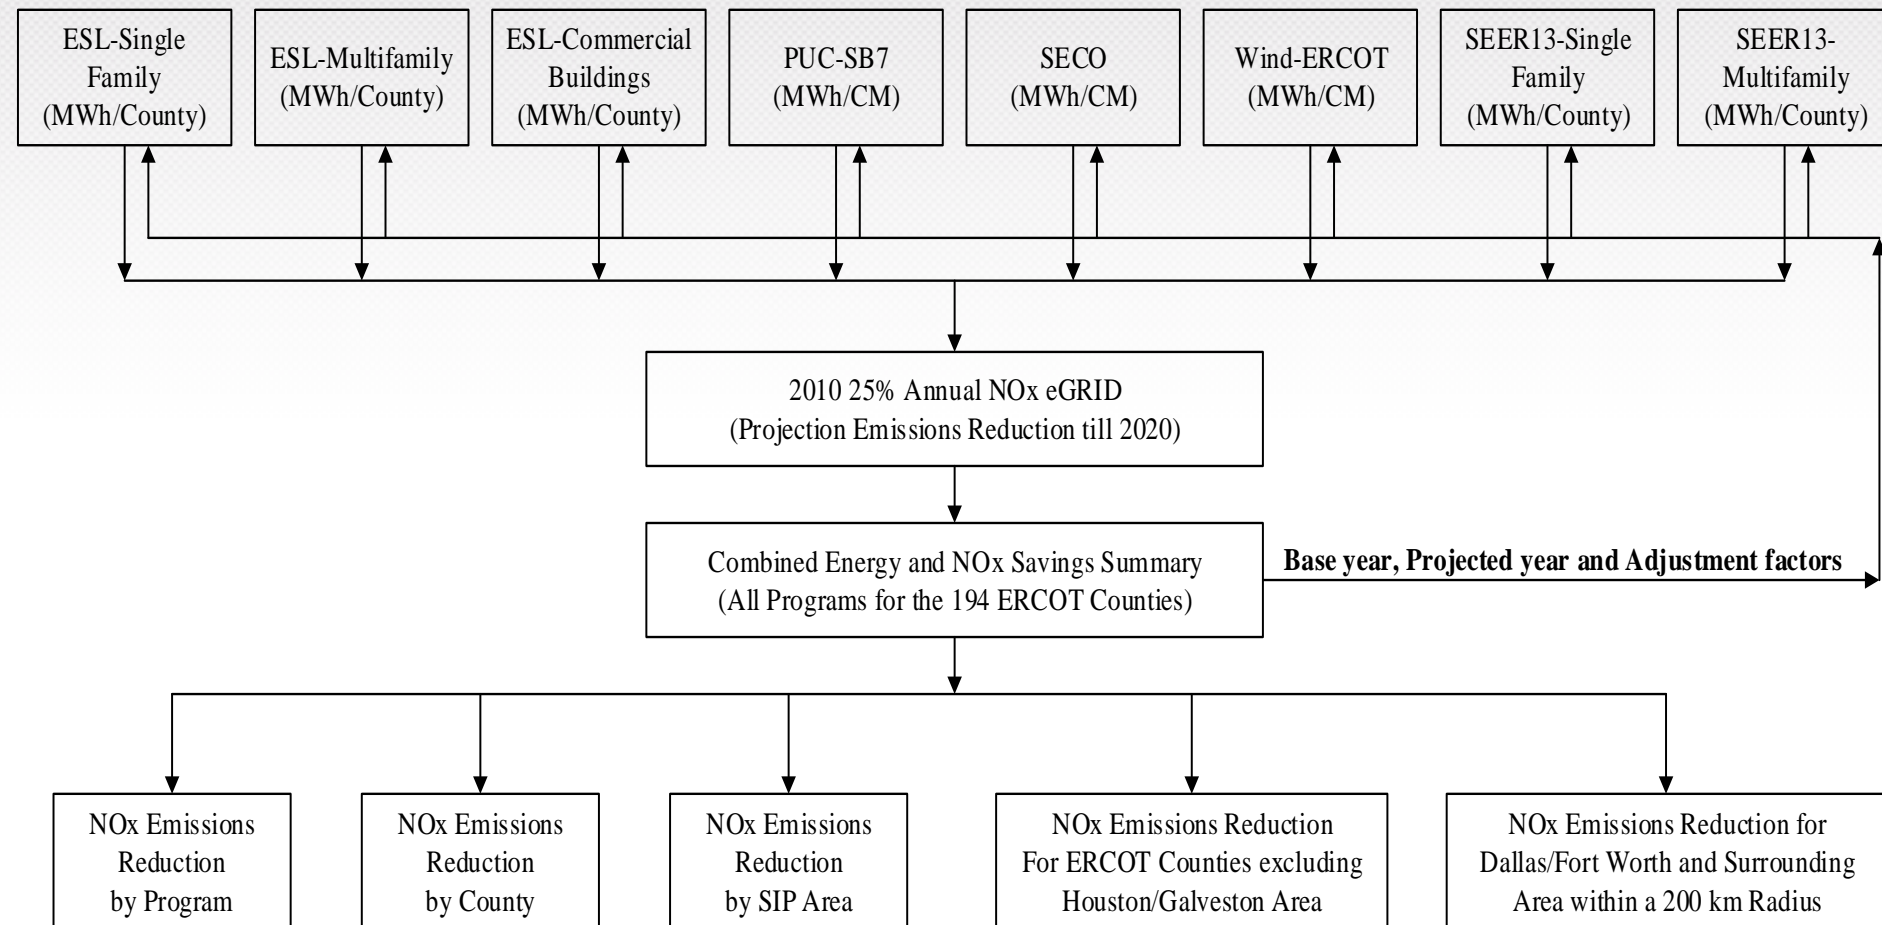 ESL-Single
Family
(MWh/County)
ESL-Multifamily
(MWh/County)
ESL-Commercial
Buildings
(MWh/County)
PUC-SB7
(MWh/CM)
SECO
(MWh/CM)
Wind-ERCOT
(MWh/CM)
SEER13-Single
Family
(MWh/County)
SEER13-
Multifamily
(MWh/County)
2010 25% Annual NOx eGRID
(Projection Emissions Reduction till 2020)
Combined Energy and NOx Savings Summary
(All Programs for the 194 ERCOT Counties)
Base year, Projected year and Adjustment factors
NOx Emissions
Reduction
by Program
NOx Emissions
Reduction
by County
NOx Emissions
Reduction
by SIP Area
NOx Emissions Reduction
For ERCOT Counties excluding
Houston/Galveston Area
NOx Emissions Reduction for
Dallas/Fort Worth and Surrounding
Area within a 200 km Radius